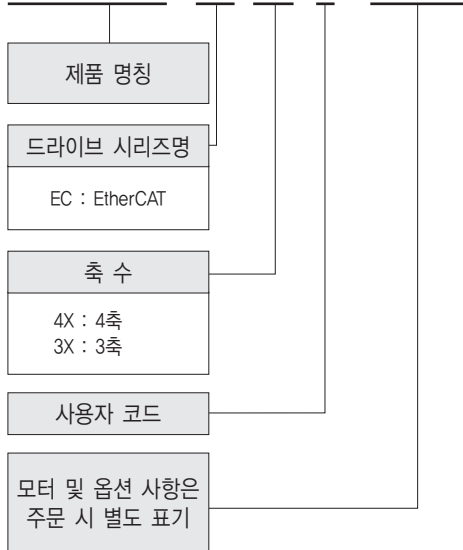 제품 명칭
드라이브 시리즈명
EC : EtherCAT
축 수
4X : 4축
3X : 3축
사용자 코드
모터 및 옵션 사항은
주문 시 별도 표기